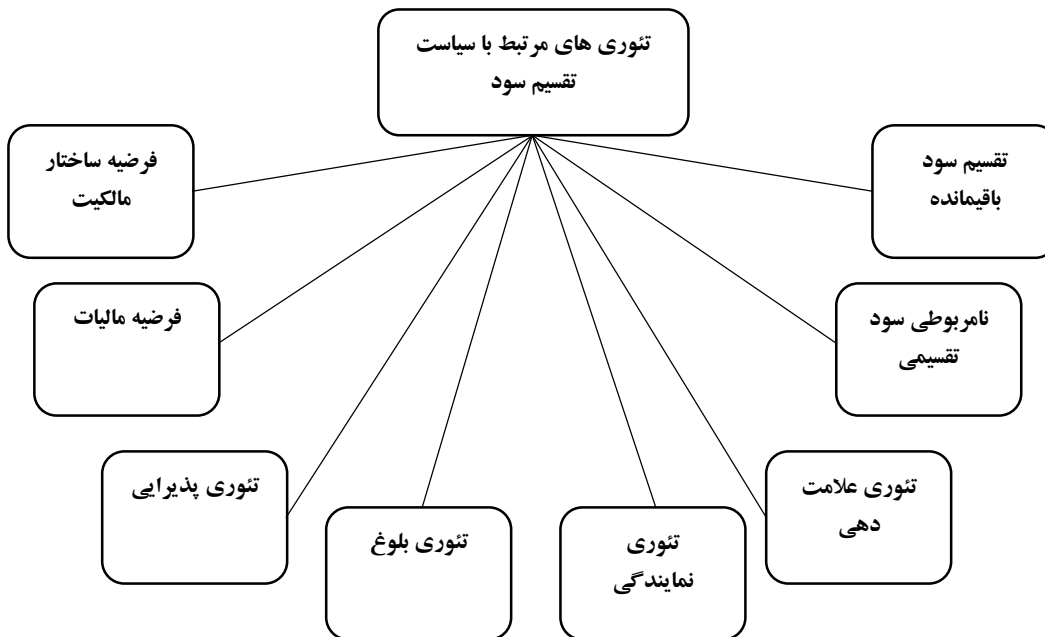 تئوری های مرتبط با سیاست
تقسیم سود
تقسیم سود
باقیمانده
نامربوطی سود
تقسیمی
تئوری علامت
دهی
تئوری
نمایندگی
تئوری بلوغ
تئوری پذیرایی
فرضیه مالیات
فرضیه ساختار
مالکیت